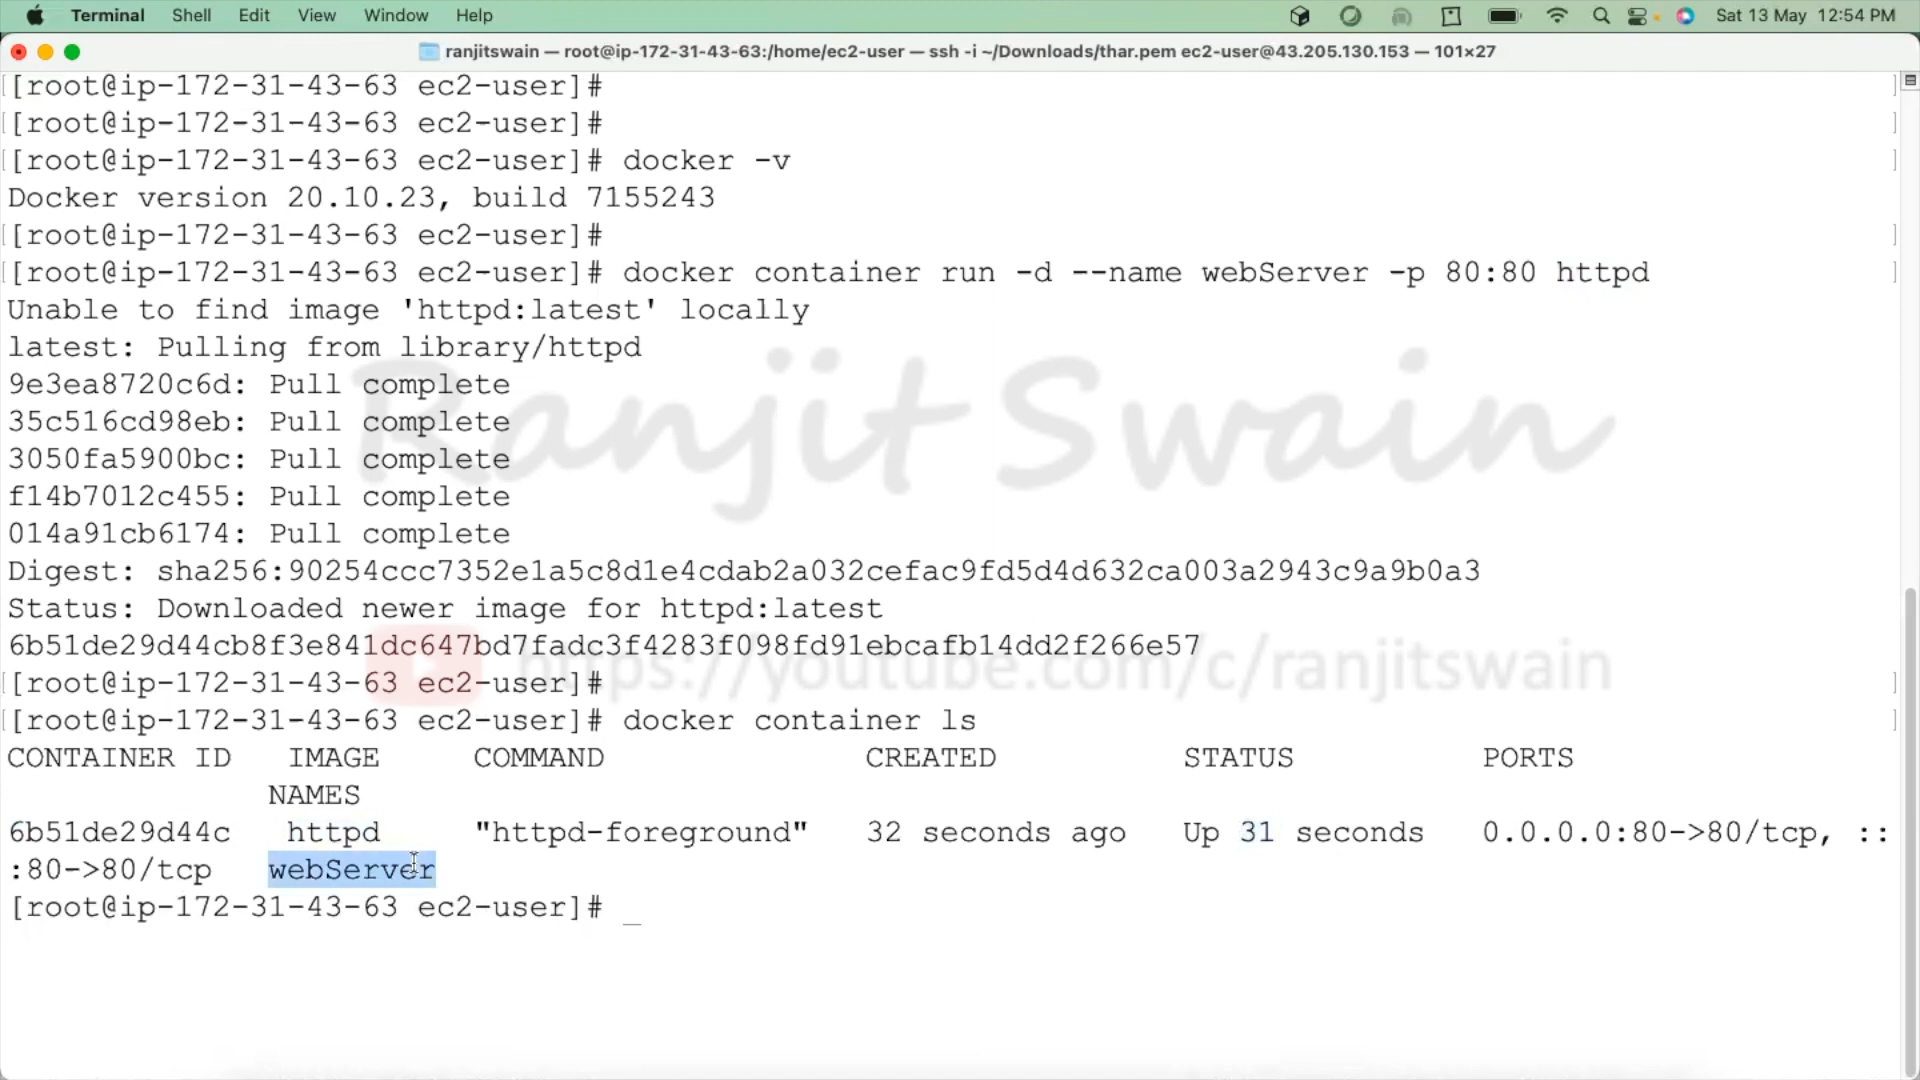 Terminal Shell Edit View Window Help Sat 13 May 12:54 PM
ranjitswain — root@ip-172-31-43-63:/home/ec2-user — ssh -i ~/Downloads/thar.pem ec2-user@43.205.130.153 — 101×27
[[root@ip-172-31-43-63 ec2-user]# ]
[[root@ip-172-31-43-63 ec2-user]# ]
[[root@ip-172-31-43-63 ec2-user]# docker -v ]
Docker version 20.10.23, build 7155243
[[root@ip-172-31-43-63 ec2-user]# ]
[[root@ip-172-31-43-63 ec2-user]# docker container run -d --name webServer -p 80:80 httpd ]
Unable to find image 'httpd:latest' locally
latest: Pulling from library/httpd
9e3ea8720c6d: Pull complete
35c516cd98eb: Pull complete
3050fa5900bc: Pull complete
f14b7012c455: Pull complete
014a91cb6174: Pull complete
Ranjit Swain
Digest: sha256:90254ccc7352e1a5c8d1e4cdab2a032cefac9fd5d4d632ca003a2943c9a9b0a3
Status: Downloaded newer image for httpd:latest
6b51de29d44cb8f3e841dc647bd7fadc3f4283f098fd91ebcafb14dd2f266e57
https://youtube.com/c/ranjitswain
[[root@ip-172-31-43-63 ec2-user]# ]
[[root@ip-172-31-43-63 ec2-user]# docker container ls ]
CONTAINER ID IMAGE COMMAND CREATED STATUS PORTS
NAMES
6b51de29d44c httpd "httpd-foreground" 32 seconds ago Up 31 seconds 0.0.0.0:80->80/tcp, ::
:80->80/tcp webServer
[root@ip-172-31-43-63 ec2-user]# _